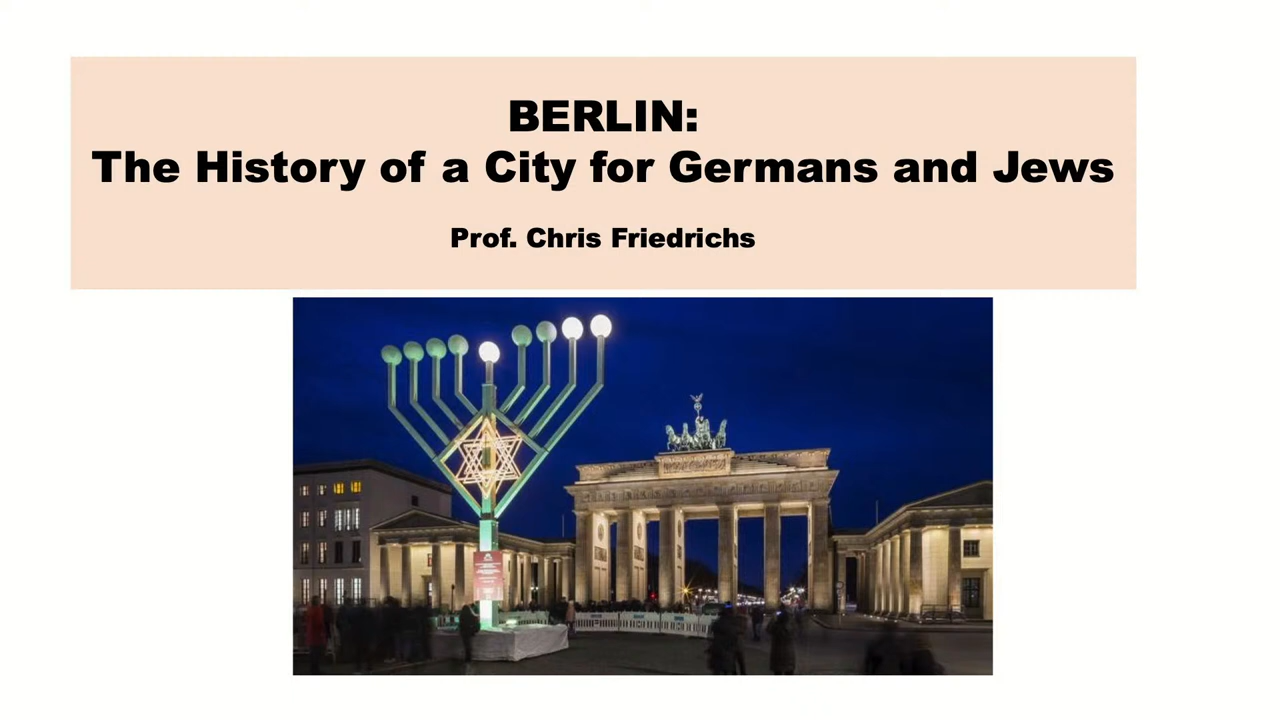 BERLIN:
The History of a City for Germans and Jews
Prof. Chris Friedrichs